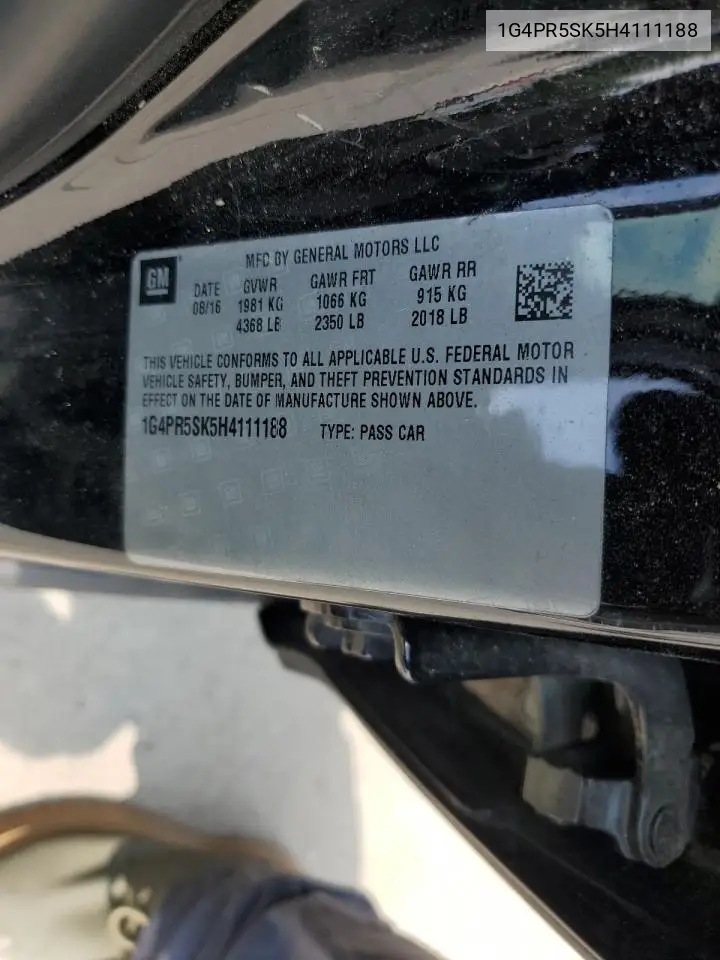 1G4PR5SK5H4111188
GM
MFD BY GENERAL MOTORS LLC
DATE GVWR GAWR FRT GAWR RR
08/16 1981 KG 1066 KG 915 KG
4368 LB 2350 LB 2018 LB
THIS VEHICLE CONFORMS TO ALL APPLICABLE U.S. FEDERAL MOTOR
VEHICLE SAFETY, BUMPER, AND THEFT PREVENTION STANDARDS IN
EFFECT ON THE DATE OF MANUFACTURE SHOWN ABOVE.
1G4PR5SK5H4111188 TYPE: PASS CAR